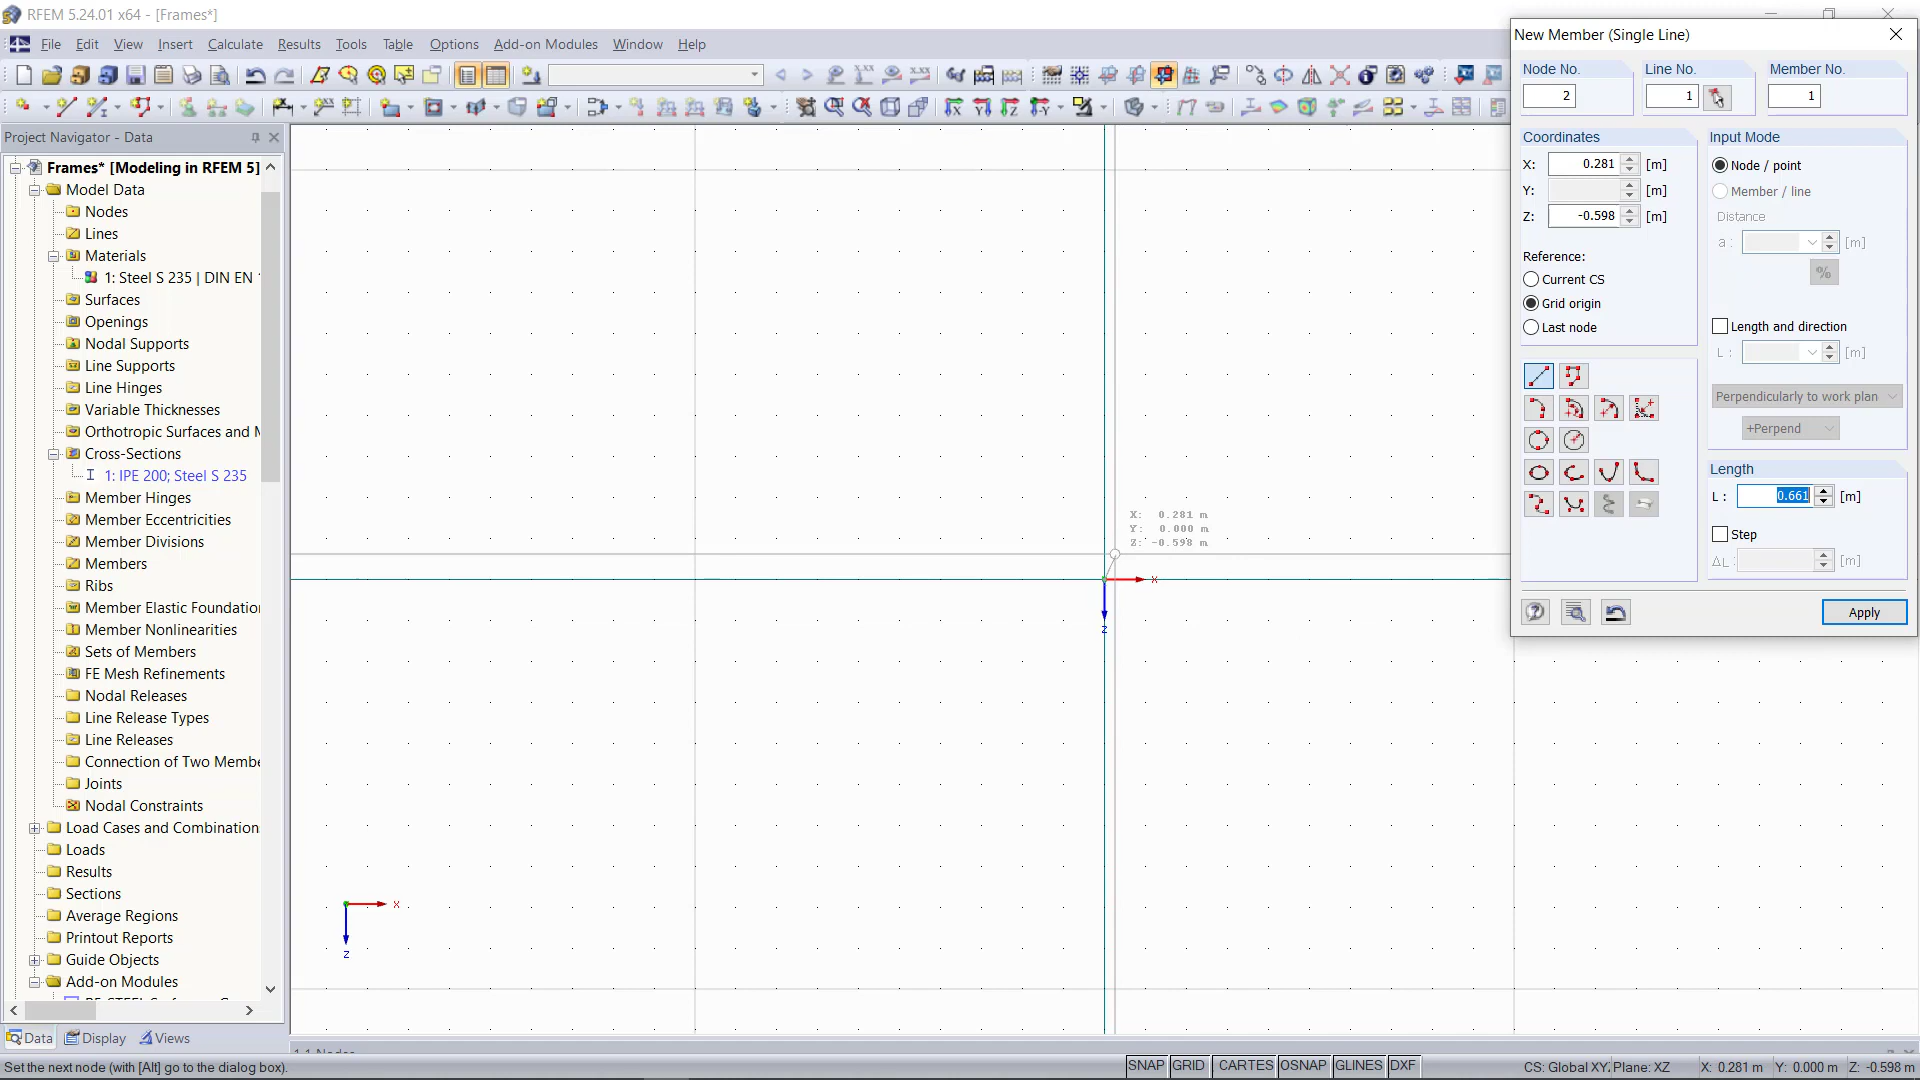 RFEM 5.24.01 x64 - [Frames*]
File Edit View Insert Calculate Results Tools Table Options Add-on Modules Window Help
Project Navigator - Data
Frames* [Modeling in RFEM 5]
Model Data
Nodes
Lines
Materials
1: Steel S 235 | DIN EN
Surfaces
Openings
Nodal Supports
Line Supports
Line Hinges
Variable Thicknesses
Orthotropic Surfaces and M
Cross-Sections
1: IPE 200; Steel S 235
Member Hinges
Member Eccentricities
Member Divisions
Members
Ribs
Member Elastic Foundation
Member Nonlinearities
Sets of Members
FE Mesh Refinements
Nodal Releases
Line Release Types
Line Releases
Connection of Two Membe
Joints
Nodal Constraints
Load Cases and Combination
Loads
Results
Sections
Average Regions
Printout Reports
Guide Objects
Add-on Modules
Data Display Views
X: 0.281 m
Y: 0.000 m
Z: -0.598 m
X
Z
X
Z
New Member (Single Line)
Node No. Line No. Member No.
2 1 1
Coordinates
X: 0.281 [m]
Y: [m]
Z: -0.598 [m]
Reference:
Current CS
Grid origin
Last node
Input Mode
Node / point
Member / line
Distance
a : [m]
%
Length and direction
L : [m]
Perpendicularly to work plan
+Perpend
Length
L : 0.661 [m]
Step
ΔL : [m]
Apply
Set the next node (with [Alt] go to the dialog box).
SNAP GRID CARTES OSNAP GLINES DXF
CS: Global XYZ Plane: XZ X: 0.281 m Y: 0.000 m Z: -0.598 m